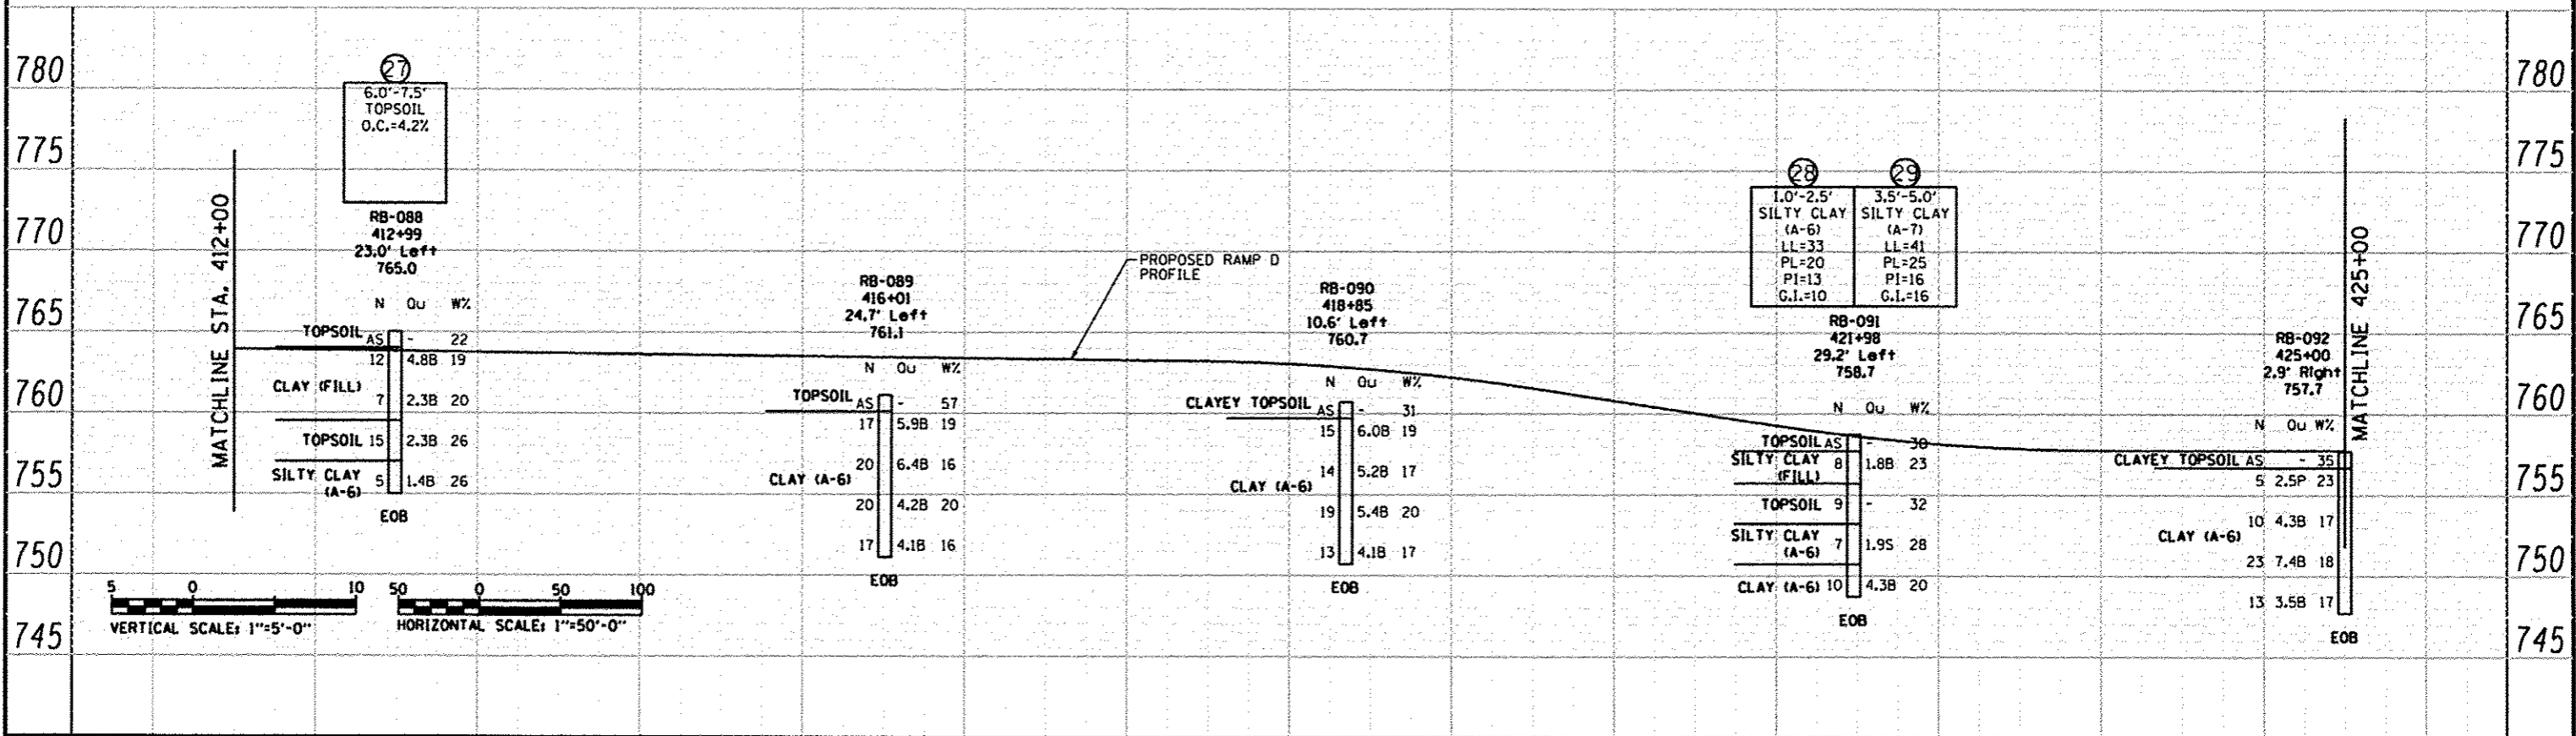 780
775
770
765
760
755
750
745
MATCHLINE STA. 412+00
27
6.0'-7.5'
TOPSOIL
O.C.=4.2%
RB-088
412+99
23.0' Left
765.0
N Qu W%
TOPSOIL AS - 22
12 4.8B 19
CLAY (FILL)
7 2.3B 20
TOPSOIL 15 2.3B 26
SILTY CLAY
(A-6)
5 1.4B 26
EOB
5 0 10
VERTICAL SCALE: 1"=5'-0"
50 0 50 100
HORIZONTAL SCALE: 1"=50'-0"
RB-089
416+01
24.7' Left
761.1
N Qu W%
TOPSOIL AS - 57
17 5.9B 19
20 6.4B 16
CLAY (A-6)
20 4.2B 20
17 4.1B 16
EOB
PROPOSED RAMP D
PROFILE
RB-090
418+85
10.6' Left
760.7
N Qu W%
CLAYEY TOPSOIL AS - 31
15 6.0B 19
14 5.2B 17
CLAY (A-6)
19 5.4B 20
13 4.1B 17
EOB
28
1.0'-2.5'
SILTY CLAY
(A-6)
LL=33
PL=20
PI=13
G.I.=10
29
3.5'-5.0'
SILTY CLAY
(A-7)
LL=41
PL=25
PI=16
G.I.=16
RB-091
421+98
29.2' Left
758.7
N Qu W%
TOPSOIL AS - 30
SILTY CLAY
(FILL)
8 1.8B 23
TOPSOIL 9 - 32
SILTY CLAY
(A-6)
7 1.9S 28
CLAY (A-6) 10 4.3B 20
EOB
RB-092
425+00
2.9' Right
757.7
N Qu W%
CLAYEY TOPSOIL AS - 35
5 2.5P 23
10 4.3B 17
CLAY (A-6)
23 7.4B 18
13 3.5B 17
EOB
MATCHLINE 425+00
780
775
770
765
760
755
750
745